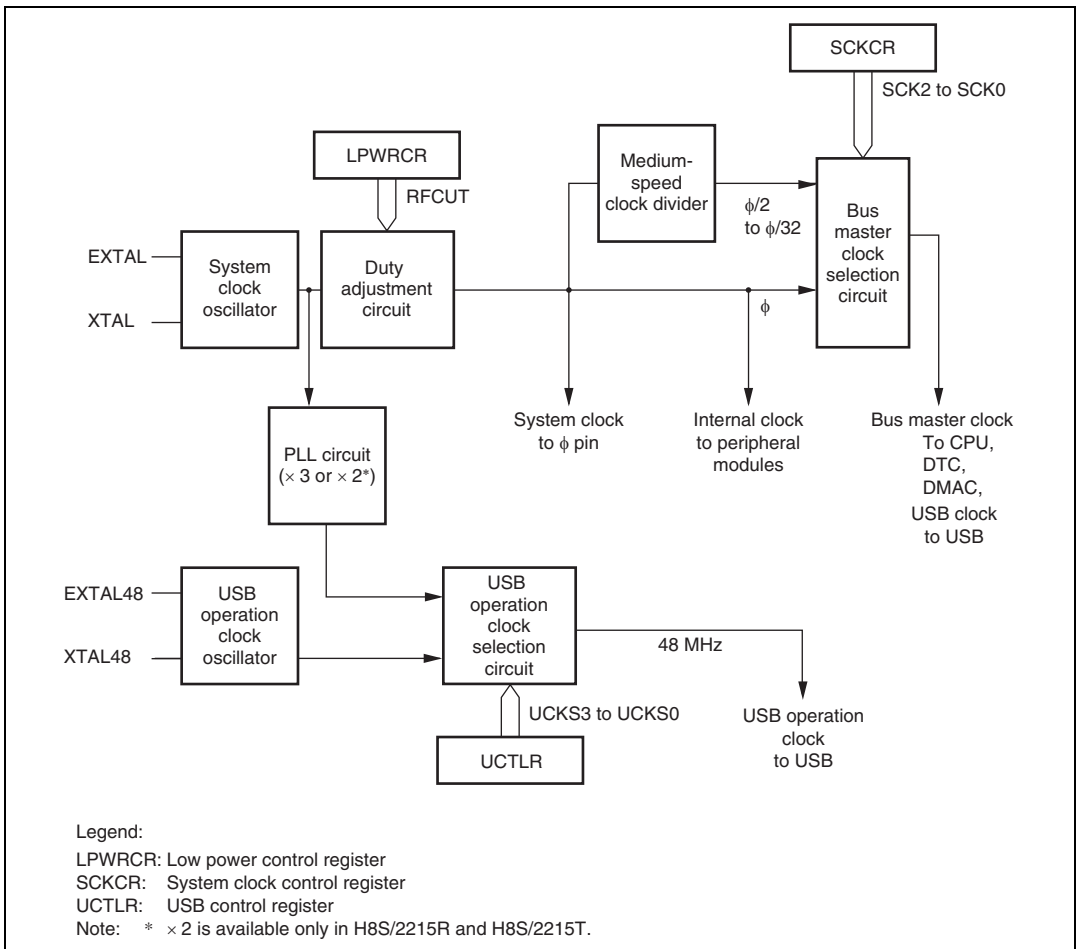 SCKCR
SCK2 to SCK0
LPWRCR
RFCUT
Medium-
speed
clock divider
ϕ/2
to ϕ/32
Bus
master
clock
selection
circuit
EXTAL
XTAL
System
clock
oscillator
Duty
adjustment
circuit
ϕ
System clock
to ϕ pin
Internal clock
to peripheral
modules
Bus master clock
To CPU,
DTC,
DMAC,
USB clock
to USB
PLL circuit
(× 3 or × 2*)
EXTAL48
XTAL48
USB
operation
clock
oscillator
USB
operation
clock
selection
circuit
48 MHz
UCKS3 to UCKS0
UCTLR
USB operation
clock
to USB
Legend:
LPWRCR: Low power control register
SCKCR: System clock control register
UCTLR: USB control register
Note: * × 2 is available only in H8S/2215R and H8S/2215T.